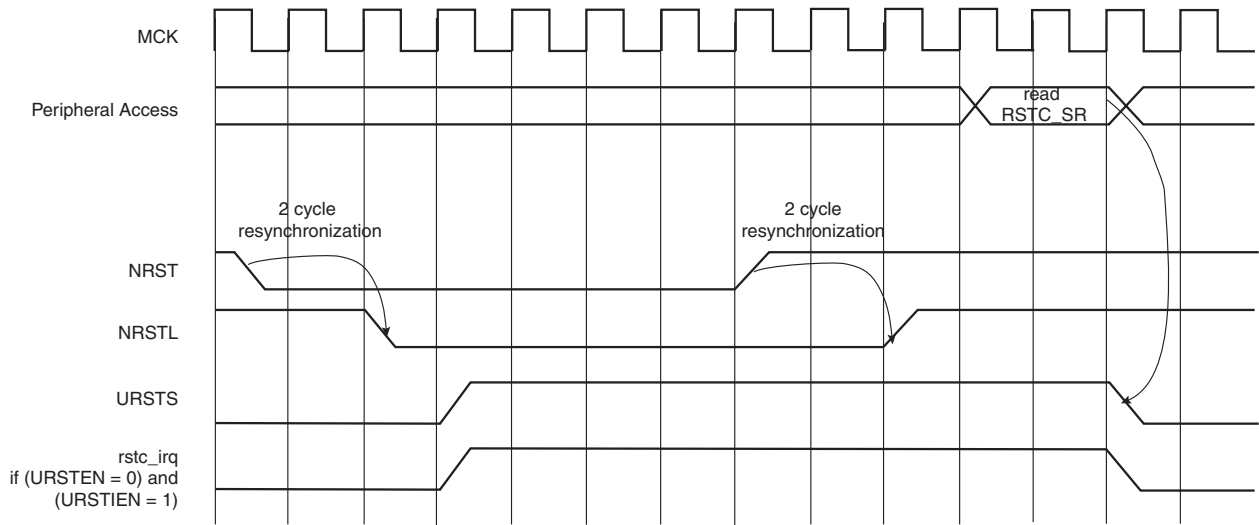 MCK
Peripheral Access
read
RSTC_SR
2 cycle
resynchronization
2 cycle
resynchronization
NRST
NRSTL
URSTS
rstc_irq
if (URSTEN = 0) and
(URSTIEN = 1)